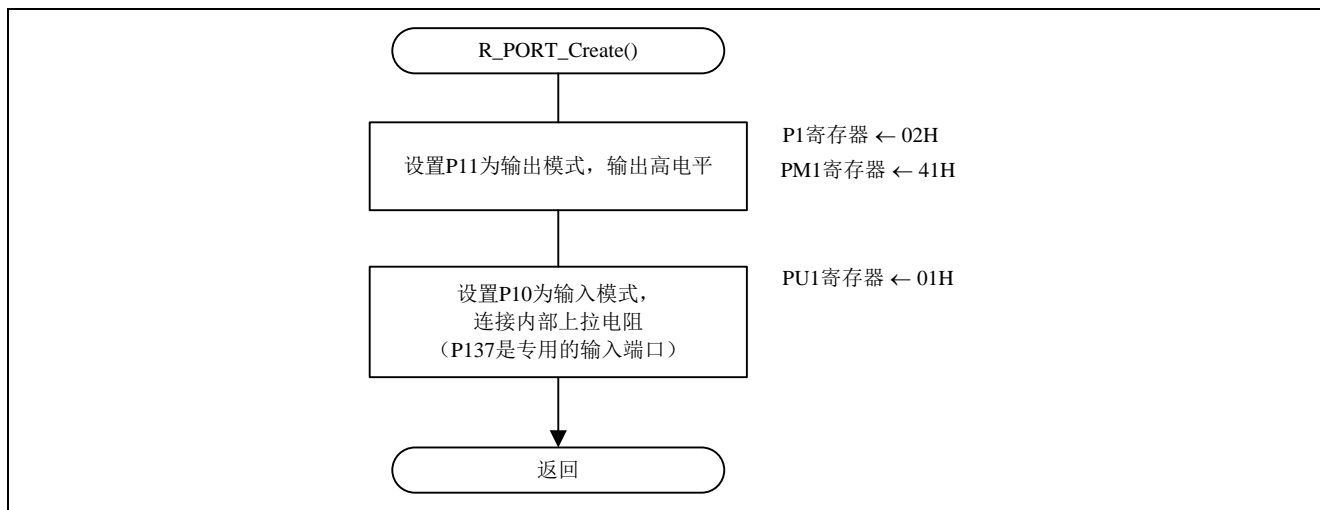 R_PORT_Create()
设置P11为输出模式，输出高电平
P1寄存器 ← 02H
PM1寄存器 ← 41H
设置P10为输入模式，
连接内部上拉电阻
（P137是专用的输入端口）
PU1寄存器 ← 01H
返回